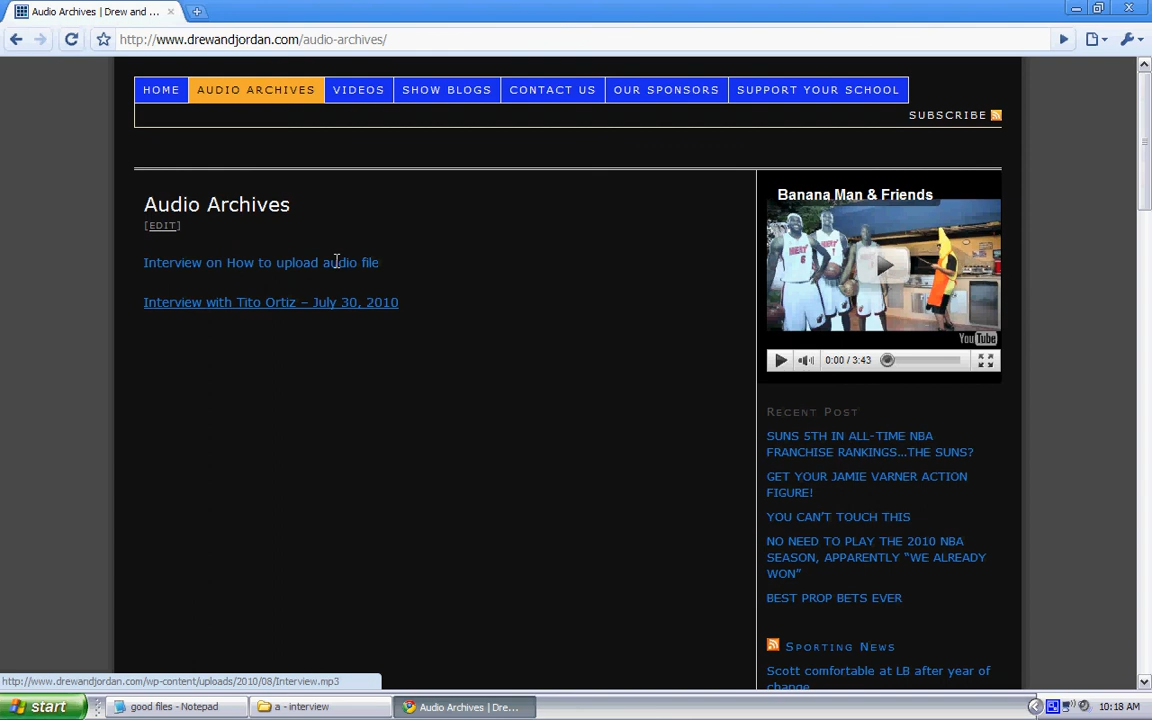 Audio Archives | Drew and ...
http://www.drewandjordan.com/audio-archives/
HOME AUDIO ARCHIVES VIDEOS SHOW BLOGS CONTACT US OUR SPONSORS SUPPORT YOUR SCHOOL
SUBSCRIBE
Audio Archives
[EDIT]
Interview on How to upload audio file
Interview with Tito Ortiz – July 30, 2010
Banana Man & Friends
HEAT
6
HEAT
1
YouTube
0:00 / 3:43
RECENT POST
SUNS 5TH IN ALL-TIME NBA
FRANCHISE RANKINGS...THE SUNS?
GET YOUR JAMIE VARNER ACTION
FIGURE!
YOU CAN'T TOUCH THIS
NO NEED TO PLAY THE 2010 NBA
SEASON, APPARENTLY “WE ALREADY
WON”
BEST PROP BETS EVER
SPORTING NEWS
Scott comfortable at LB after year of
change
http://www.drewandjordan.com/wp-content/uploads/2010/08/Interview.mp3
start
good files - Notepad
a - interview
Audio Archives | Dre...
10:18 AM